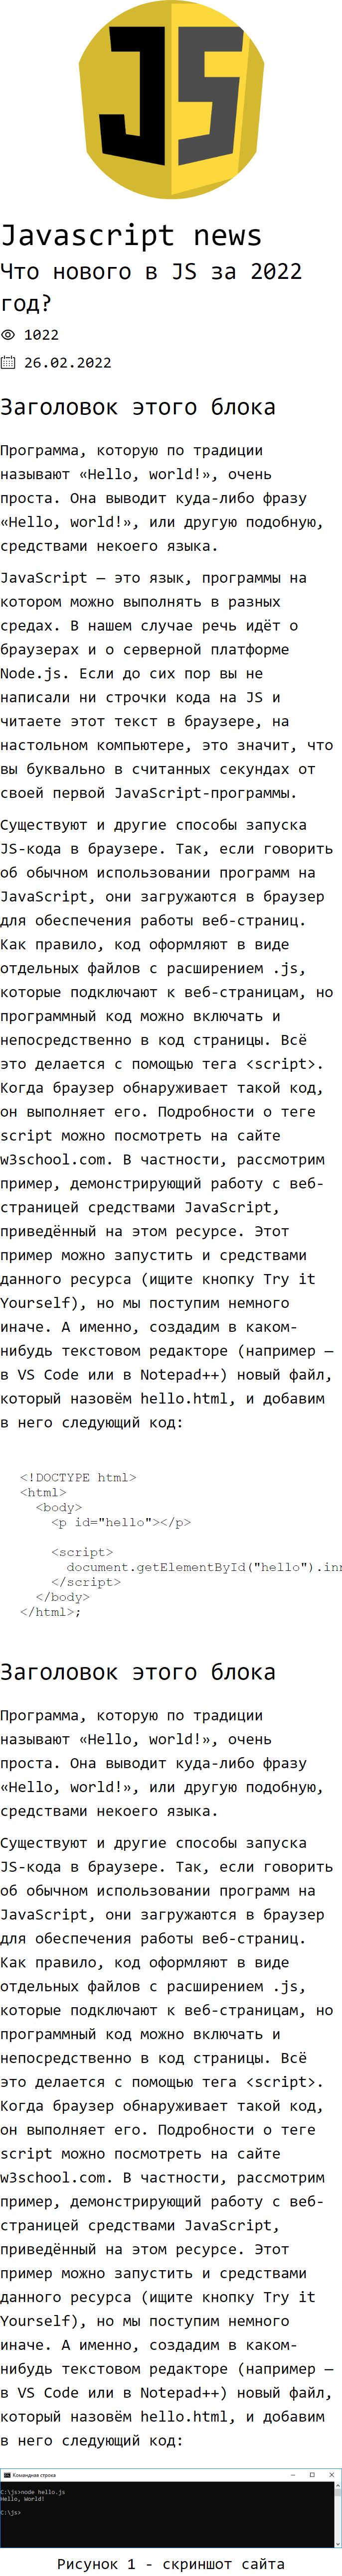 JS
Javascript news
Что нового в JS за 2022
год?
1022
26.02.2022
Заголовок этого блока
Программа, которую по традиции
называют «Hello, world!», очень
проста. Она выводит куда-либо фразу
«Hello, world!», или другую подобную,
средствами некоего языка.
JavaScript — это язык, программы на
котором можно выполнять в разных
средах. В нашем случае речь идёт о
браузерах и о серверной платформе
Node.js. Если до сих пор вы не
написали ни строчки кода на JS и
читаете этот текст в браузере, на
настольном компьютере, это значит, что
вы буквально в считанных секундах от
своей первой JavaScript-программы.
Существуют и другие способы запуска
JS-кода в браузере. Так, если говорить
об обычном использовании программ на
JavaScript, они загружаются в браузер
для обеспечения работы веб-страниц.
Как правило, код оформляют в виде
отдельных файлов с расширением .js,
которые подключают к веб-страницам, но
программный код можно включать и
непосредственно в код страницы. Всё
это делается с помощью тега <script>.
Когда браузер обнаруживает такой код,
он выполняет его. Подробности о теге
script можно посмотреть на сайте
w3school.com. В частности, рассмотрим
пример, демонстрирующий работу с веб-
страницей средствами JavaScript,
приведённый на этом ресурсе. Этот
пример можно запустить и средствами
данного ресурса (ищите кнопку Try it
Yourself), но мы поступим немного
иначе. А именно, создадим в каком-
нибудь текстовом редакторе (например —
в VS Code или в Notepad++) новый файл,
который назовём hello.html, и добавим
в него следующий код:
<!DOCTYPE html>
<html>
<body>
<p id="hello"></p>
<script>
document.getElementById("hello").inn
</script>
</body>
</html>;
Заголовок этого блока
Программа, которую по традиции
называют «Hello, world!», очень
проста. Она выводит куда-либо фразу
«Hello, world!», или другую подобную,
средствами некоего языка.
Существуют и другие способы запуска
JS-кода в браузере. Так, если говорить
об обычном использовании программ на
JavaScript, они загружаются в браузер
для обеспечения работы веб-страниц.
Как правило, код оформляют в виде
отдельных файлов с расширением .js,
которые подключают к веб-страницам, но
программный код можно включать и
непосредственно в код страницы. Всё
это делается с помощью тега <script>.
Когда браузер обнаруживает такой код,
он выполняет его. Подробности о теге
script можно посмотреть на сайте
w3school.com. В частности, рассмотрим
пример, демонстрирующий работу с веб-
страницей средствами JavaScript,
приведённый на этом ресурсе. Этот
пример можно запустить и средствами
данного ресурса (ищите кнопку Try it
Yourself), но мы поступим немного
иначе. А именно, создадим в каком-
нибудь текстовом редакторе (например —
в VS Code или в Notepad++) новый файл,
который назовём hello.html, и добавим
в него следующий код:
Командная строка
C:\js>node hello.js
Hello, World!
C:\js>
Рисунок 1 - скриншот сайта